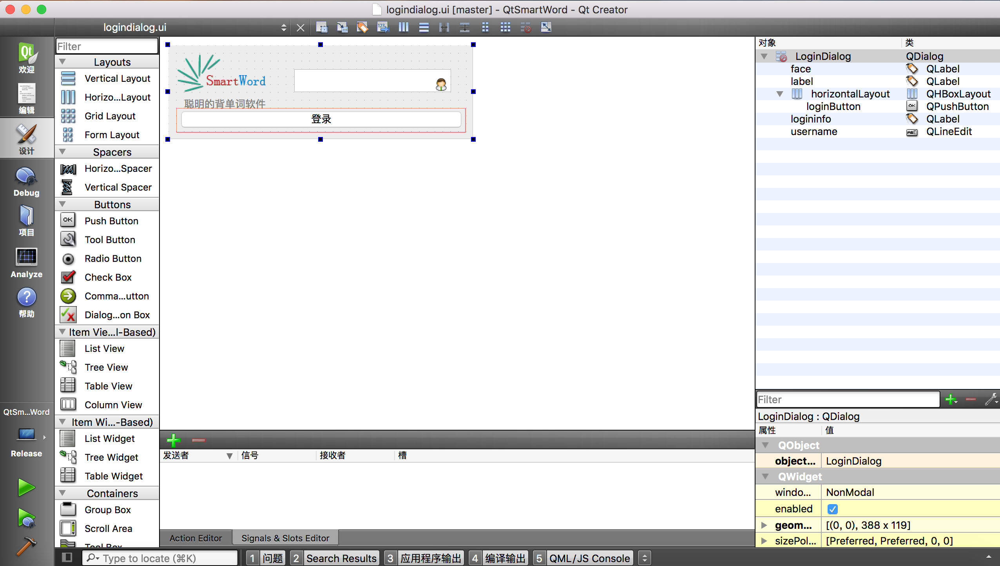 logindialog.ui [master] - QtSmartWord - Qt Creator
logindialog.ui
欢迎
编辑
设计
Debug
项目
Analyze
帮助
QtSm...Word
Release
Filter
Layouts
Vertical Layout
Horizo...Layout
Grid Layout
Form Layout
Spacers
Horizo...Spacer
Vertical Spacer
Buttons
OK Push Button
Tool Button
Radio Button
Check Box
Comma...utton
Dialog...on Box
Item Vie...l-Based)
List View
Tree View
Table View
Column View
Item Wi...-Based)
List Widget
Tree Widget
Table Widget
Containers
Group Box
Scroll Area
Tool Box
SmartWord
聪明的背单词软件
登录
发送者 信号 接收者 槽
Action Editor Signals & Slots Editor
对象 类
LoginDialog QDialog
face QLabel
label QLabel
horizontalLayout QHBoxLayout
loginButton OK QPushButton
logininfo QLabel
username QLineEdit
Filter
LoginDialog : QDialog
属性 值
QObject
object... LoginDialog
QWidget
windo... NonModal
enabled
geom... [(0, 0), 388 x 119]
sizePol... [Preferred, Preferred, 0, 0]
Type to locate (⌘K) 1 问题 2 Search Results 3 应用程序输出 4 编译输出 5 QML/JS Console